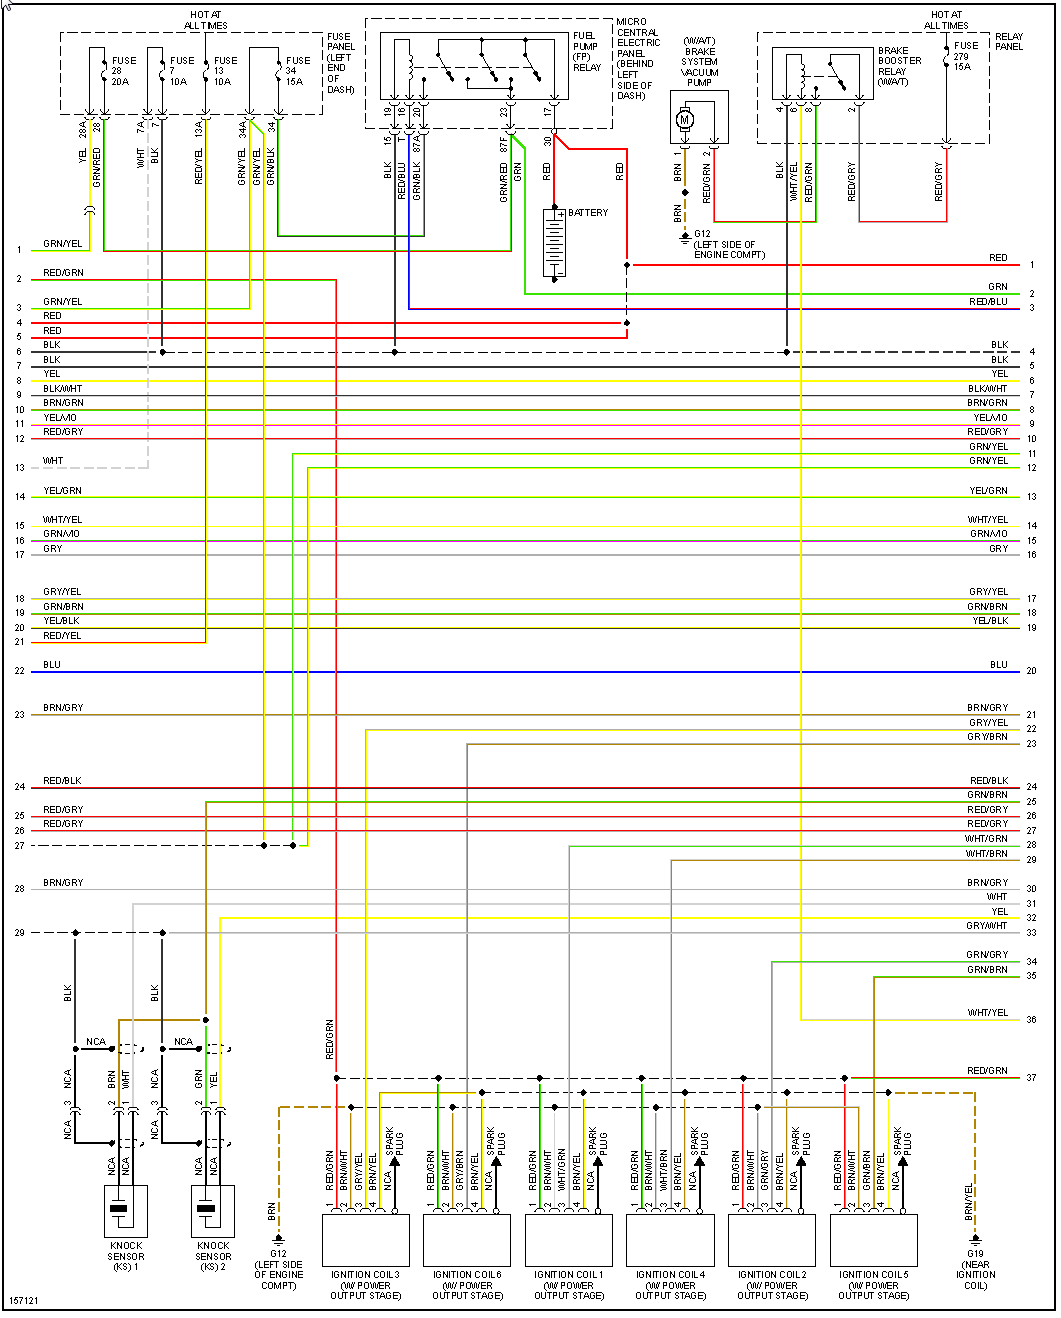 HOT AT
ALL TIMES
FUSE
28
20A
FUSE
7
10A
FUSE
13
10A
FUSE
34
15A
FUSE
PANEL
(LEFT
END
OF
DASH)
FUEL
PUMP
(FP)
RELAY
MICRO
CENTRAL
ELECTRIC
PANEL
(BEHIND
LEFT
SIDE OF
DASH)
(W/A/T)
BRAKE
SYSTEM
VACUUM
PUMP
M
HOT AT
ALL TIMES
BRAKE
BOOSTER
RELAY
(W/A/T)
FUSE
279
15A
RELAY
PANEL
28A 28 7A 7 13A 34A 34
19 16 20 23 17
15 T 87A 87F 30
1 2
4 6 8 2
YEL
GRN/RED
WHT
BLK
RED/YEL
GRN/YEL
GRN/YEL
GRN/BLK
BLK
RED/BLU
GRN/BLK
GRN/RED
GRN
RED
RED
BRN
BRN
RED/GRN
BLK
WHT/YEL
RED/GRN
RED/GRY
RED/GRY
BATTERY
G12
(LEFT SIDE OF
ENGINE COMPT)
1 GRN/YEL
2 RED/GRN
3 GRN/YEL
4 RED
5 RED
6 BLK
7 BLK
8 YEL
9 BLK/WHT
10 BRN/GRN
11 YEL/VIO
12 RED/GRY
13 WHT
14 YEL/GRN
15 WHT/YEL
16 GRN/VIO
17 GRY
18 GRY/YEL
19 GRN/BRN
20 YEL/BLK
21 RED/YEL
22 BLU
23 BRN/GRY
24 RED/BLK
25 RED/GRY
26 RED/GRY
27
28 BRN/GRY
29
RED 1
GRN 2
RED/BLU 3
BLK 4
BLK 5
YEL 6
BLK/WHT 7
BRN/GRN 8
YEL/VIO 9
RED/GRY 10
GRN/YEL 11
GRN/YEL 12
YEL/GRN 13
WHT/YEL 14
GRN/VIO 15
GRY 16
GRY/YEL 17
GRN/BRN 18
YEL/BLK 19
BLU 20
BRN/GRY 21
GRY/YEL 22
GRY/BRN 23
RED/BLK 24
GRN/BRN 25
RED/GRY 26
RED/GRY 27
WHT/GRN 28
WHT/BRN 29
BRN/GRY 30
WHT 31
YEL 32
GRY/WHT 33
GRN/GRY 34
GRN/BRN 35
WHT/YEL 36
RED/GRN 37
BLK
BLK
RED/GRN
NCA
NCA
NCA
BRN
WHT
NCA
GRN
YEL
3 2 1 3 2 1
NCA
NCA
NCA
NCA
NCA
NCA
KNOCK
SENSOR
(KS) 1
KNOCK
SENSOR
(KS) 2
BRN
G12
(LEFT SIDE
OF ENGINE
COMPT)
RED/GRN
BRN/WHT
GRY/YEL
BRN/YEL
NCA
SPARK
PLUG
1 2 3 4
IGNITION COIL 3
(W/ POWER
OUTPUT STAGE)
RED/GRN
BRN/WHT
GRY/BRN
BRN/YEL
NCA
SPARK
PLUG
1 2 3 4
IGNITION COIL 6
(W/ POWER
OUTPUT STAGE)
RED/GRN
BRN/WHT
WHT/GRN
BRN/YEL
NCA
SPARK
PLUG
1 2 3 4
IGNITION COIL 1
(W/ POWER
OUTPUT STAGE)
RED/GRN
BRN/WHT
WHT/BRN
BRN/YEL
NCA
SPARK
PLUG
1 2 3 4
IGNITION COIL 4
(W/ POWER
OUTPUT STAGE)
RED/GRN
BRN/WHT
GRN/GRY
BRN/YEL
NCA
SPARK
PLUG
1 2 3 4
IGNITION COIL 2
(W/ POWER
OUTPUT STAGE)
RED/GRN
BRN/WHT
GRN/BRN
BRN/YEL
NCA
SPARK
PLUG
1 2 3 4
IGNITION COIL 5
(W/ POWER
OUTPUT STAGE)
BRN/YEL
G19
(NEAR
IGNITION
COIL)
157121